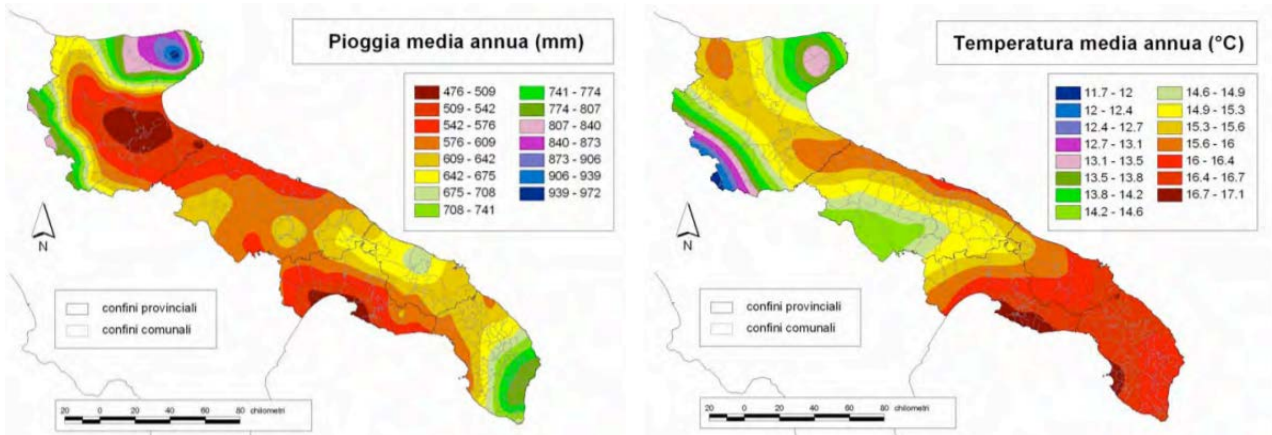 Pioggia media annua (mm)
476 - 509
509 - 542
542 - 576
576 - 609
609 - 642
642 - 675
675 - 708
708 - 741
741 - 774
774 - 807
807 - 840
840 - 873
873 - 906
906 - 939
939 - 972
N
confini provinciali
confini comunali
20 0 20 40 60 80 chilometri
Temperatura media annua (°C)
11.7 - 12
12 - 12.4
12.4 - 12.7
12.7 - 13.1
13.1 - 13.5
13.5 - 13.8
13.8 - 14.2
14.2 - 14.6
14.6 - 14.9
14.9 - 15.3
15.3 - 15.6
15.6 - 16
16 - 16.4
16.4 - 16.7
16.7 - 17.1
N
confini provinciali
confini comunali
20 0 20 40 60 80 chilometri